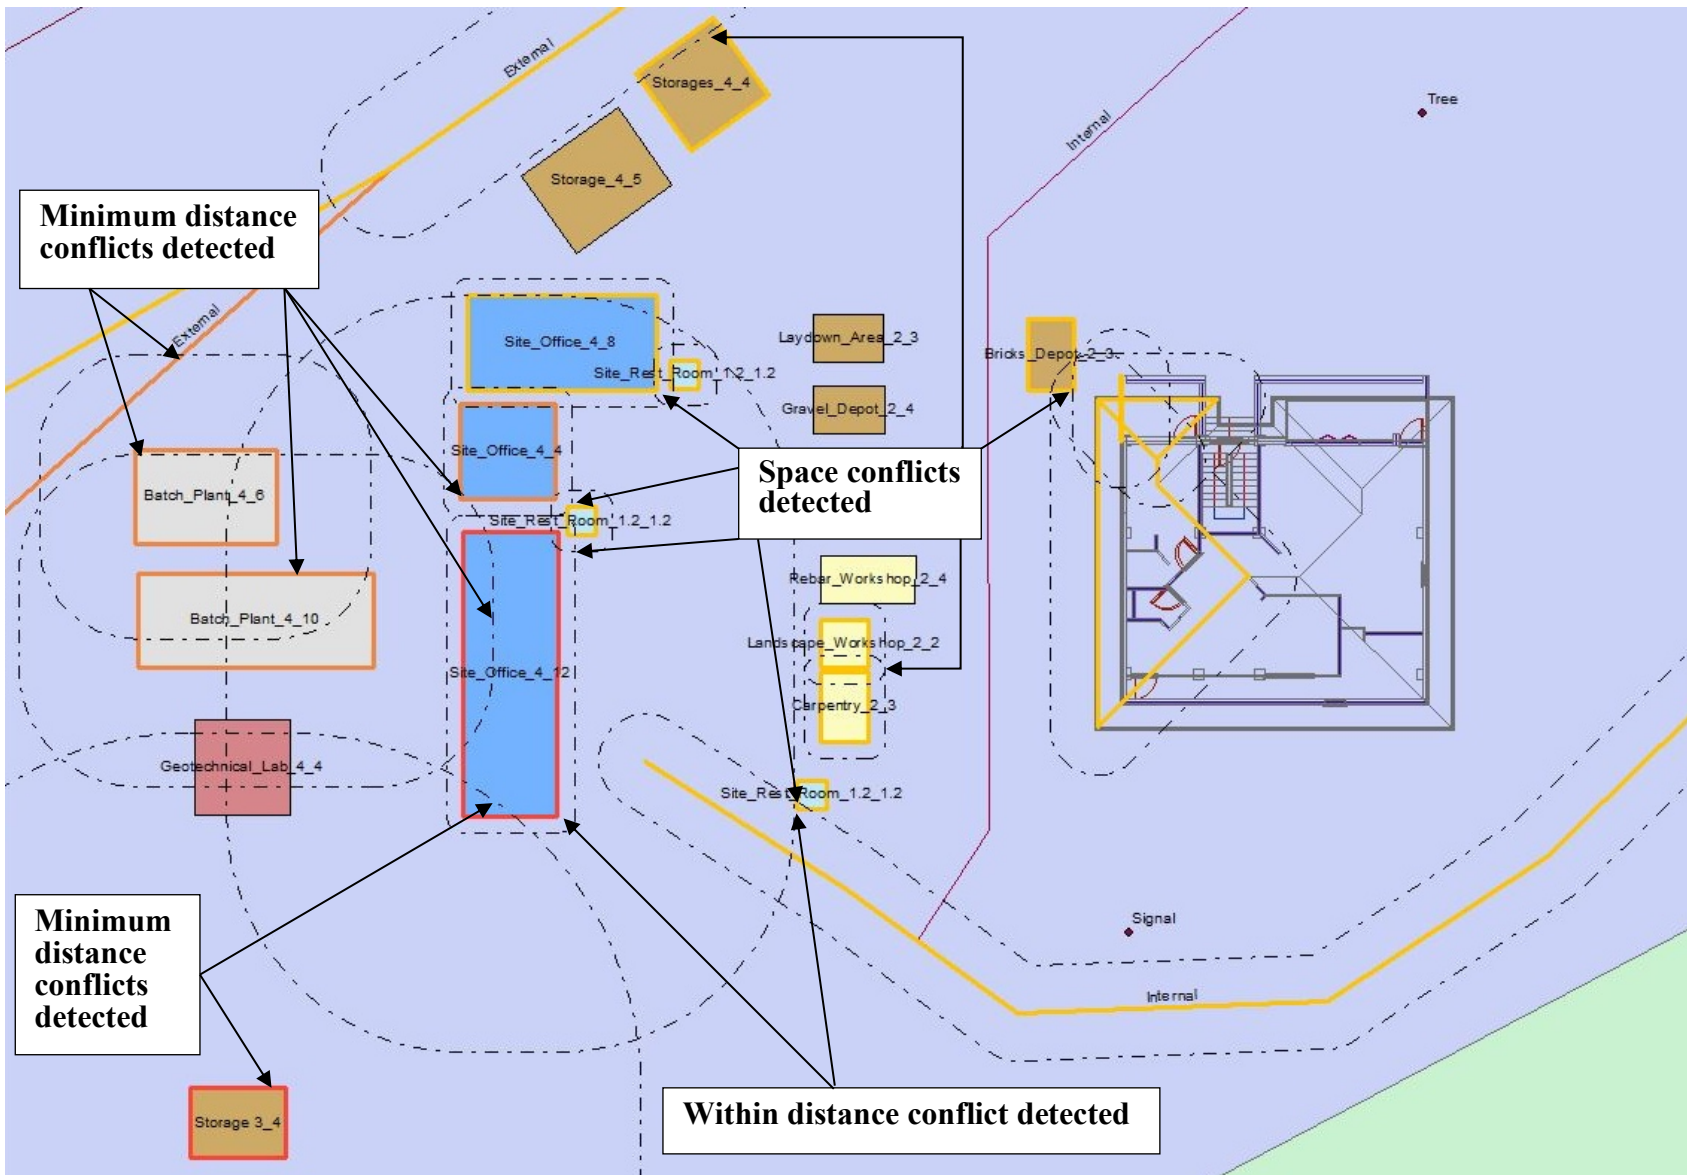 External
Storages_4_4
Tree
Internal
Storage_4_5
Minimum distance
conflicts detected
External
Site_Office_4_8
Laydown_Area_2_3
Bricks_Depot_2_3
Site_Rest_Room_1.2_1.2
Gravel_Depot_2_4
Site_Office_4_4
Space conflicts
detected
Batch_Plant_4_6
Site_Rest_Room_1.2_1.2
Rebar_Workshop_2_4
Batch_Plant_4_10
Landscape_Workshop_2_2
Site_Office_4_12
Carpentry_2_3
Geotechnical_Lab_4_4
Site_Rest_Room_1.2_1.2
Minimum
distance
conflicts
detected
Signal
Internal
Within distance conflict detected
Storage 3_4